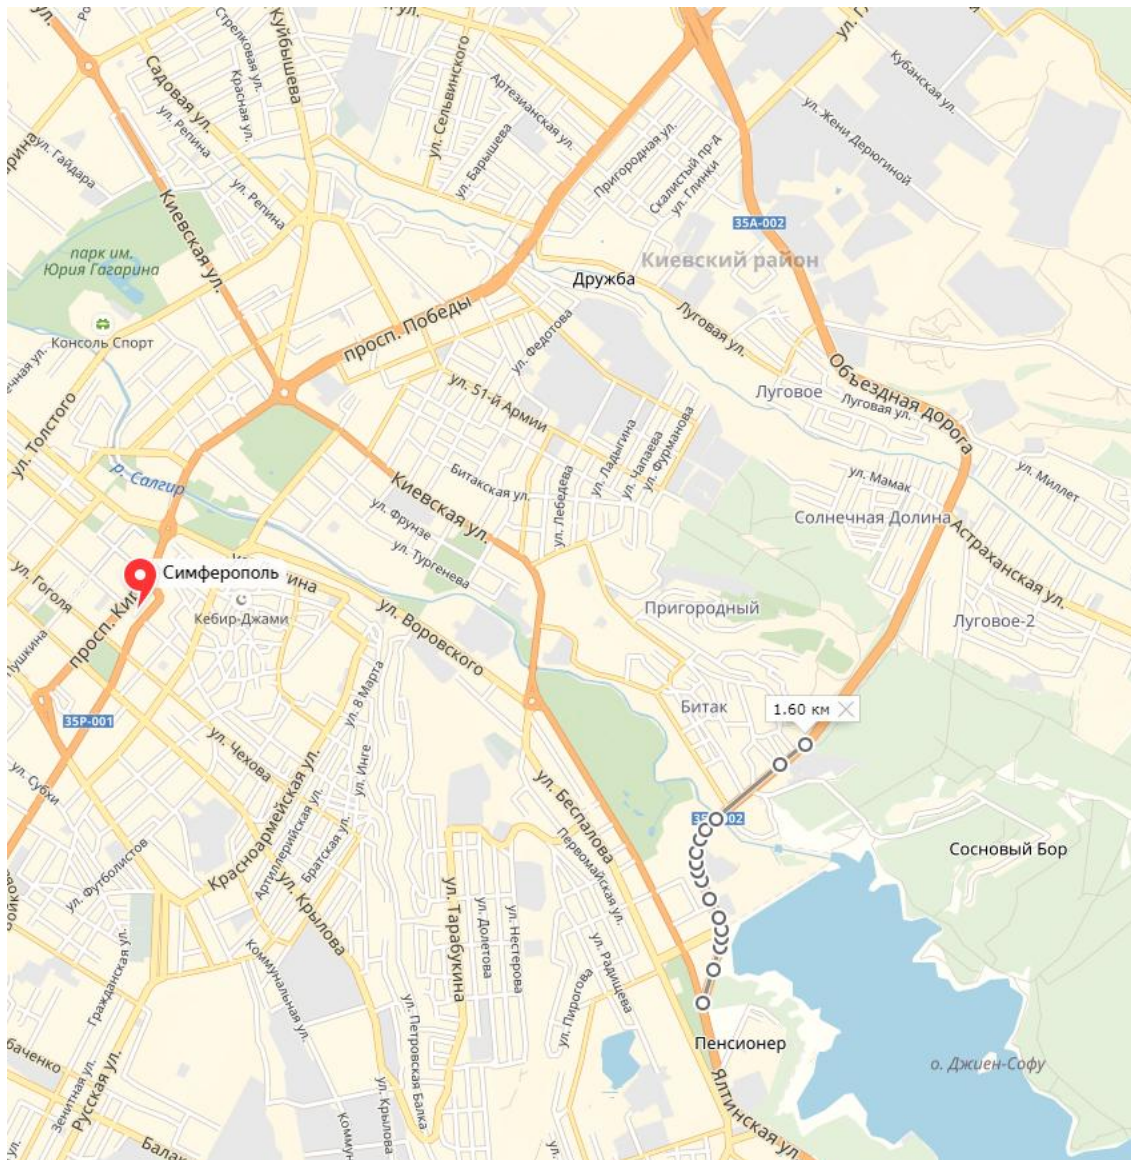 ул. Гайдара
Садовая ул.
Стрелковая ул.
Красная ул.
Куйбышева
ул. Репина
ул. Репина
Киевская ул.
парк им.
Юрия Гагарина
Консоль Спорт
ул. Толстого
р. Салгир
ул. Сельвинского
ул. Барышева
Артезианская ул.
Пригородная ул.
Скалистый пр-д
ул. Глинки
Кубанская ул.
ул. Жени Дерюгиной
35А-002
Киевский район
Дружба
просп. Победы
ул. Федотова
Луговая ул.
Луговое
Луговая ул.
Объездная дорога
ул. 51-й Армии
ул. Ладыгина
ул. Чапаева
ул. Фурманова
ул. Лебедева
Битакская ул.
Киевская ул.
ул. Фрунзе
ул. Тургенева
ул. Мамак
ул. Миллет
Солнечная Долина
Астраханская ул.
Луговое-2
Пригородный
Битак
1.60 км
Симферополь
Кебир-Джами
ул. Гоголя
просп. Кир
Пушкина
35Р-001
ул. Воровского
ул. 8 Марта
ул. Инге
ул. Чехова
ул. Субхи
Красноармейская ул.
Артиллерийская ул.
Братская ул.
ул. Футболистов
ул. Крылова
Коммунальная ул.
Гражданская ул.
Зенитная ул.
Русская ул.
ул. Беспалова
Первомайская ул.
ул. Тарабукина
ул. Долетова
ул. Нестерова
ул. Радищева
ул. Пирогова
ул. Петровская Балка
ул. Крылова
Сосновый Бор
Пенсионер
о. Джиен-Софу
Ялтинская ул.